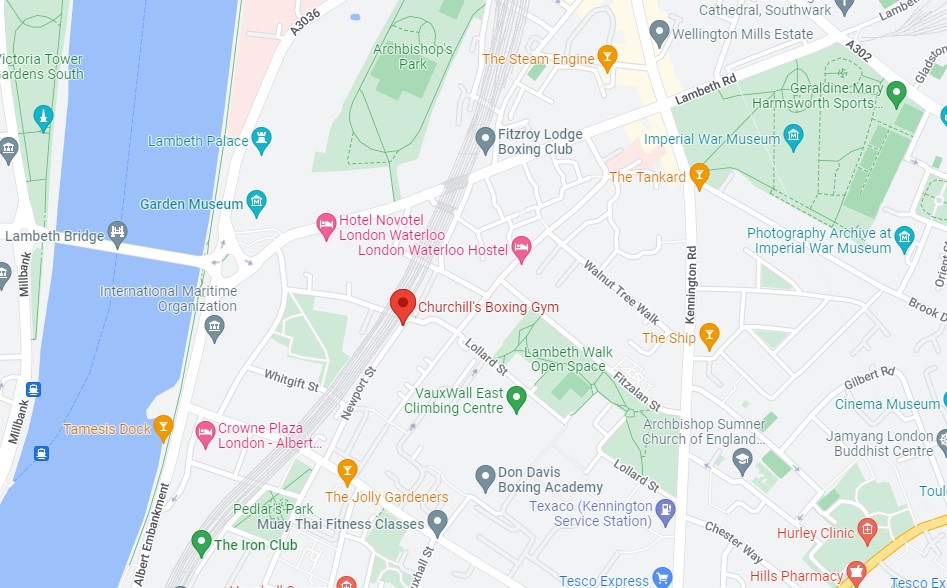 A3036
Cathedral, Southwark
Lambeth
Wellington Mills Estate
A302
Gladston
Victoria Tower
Gardens South
Archbishop's
Park
The Steam Engine
Lambeth Rd
Geraldine Mary
Harmsworth Sports...
Lambeth Palace
Fitzroy Lodge
Boxing Club
Imperial War Museum
The Tankard
Garden Museum
Hotel Novotel
London Waterloo
London Waterloo Hostel
Lambeth Bridge
Photography Archive at
Imperial War Museum
Millbank
Orient S
Walnut Tree Walk
Kennington Rd
International Maritime
Organization
Churchill's Boxing Gym
Brook D
The Ship
Lollard St
Lambeth Walk
Open Space
Whitgift St
Newport St
Fitzalan St
Gilbert Rd
VauxWall East
Climbing Centre
Cinema Museum
Millbank
Tamesis Dock
Crowne Plaza
London - Albert...
Archbishop Sumner
Church of England...
Jamyang London
Buddhist Centre
Lollard St
Don Davis
Boxing Academy
The Jolly Gardeners
Toul
Pedlar's Park
Texaco (Kennington
Service Station)
Muay Thai Fitness Classes
Albert Embankment
The Iron Club
Chester Way
Hurley Clinic
Hills Pharmacy
Tesco Express
Tesco Ex